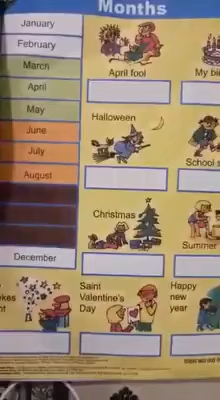 Months
January
February
March
April
May
June
July
August
December
April fool
My bi
Halloween
School s
Christmas
Summer
kes
nt
Saint
Valentine's
Day
Happy
new
year